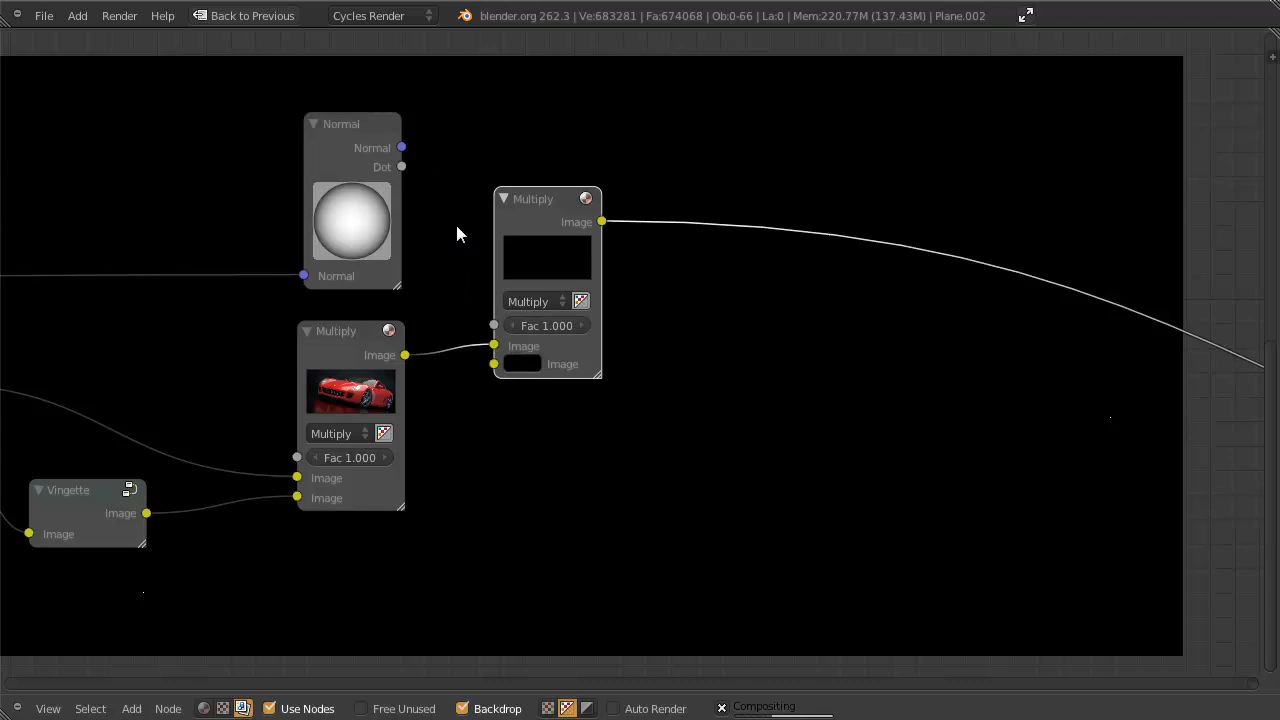 File Add Render Help Back to Previous Cycles Render blender.org 262.3 | Ve:683281 | Fa:674068 | Ob:0-66 | La:0 | Mem:220.77M (137.43M) | Plane.002
Normal
Normal
Dot
Normal
Multiply
Image
Multiply
Fac 1.000
Image
Image
Multiply
Image
Multiply
Fac 1.000
Image
Image
Vingette
Image
Image
View Select Add Node Use Nodes Free Unused Backdrop Auto Render Compositing